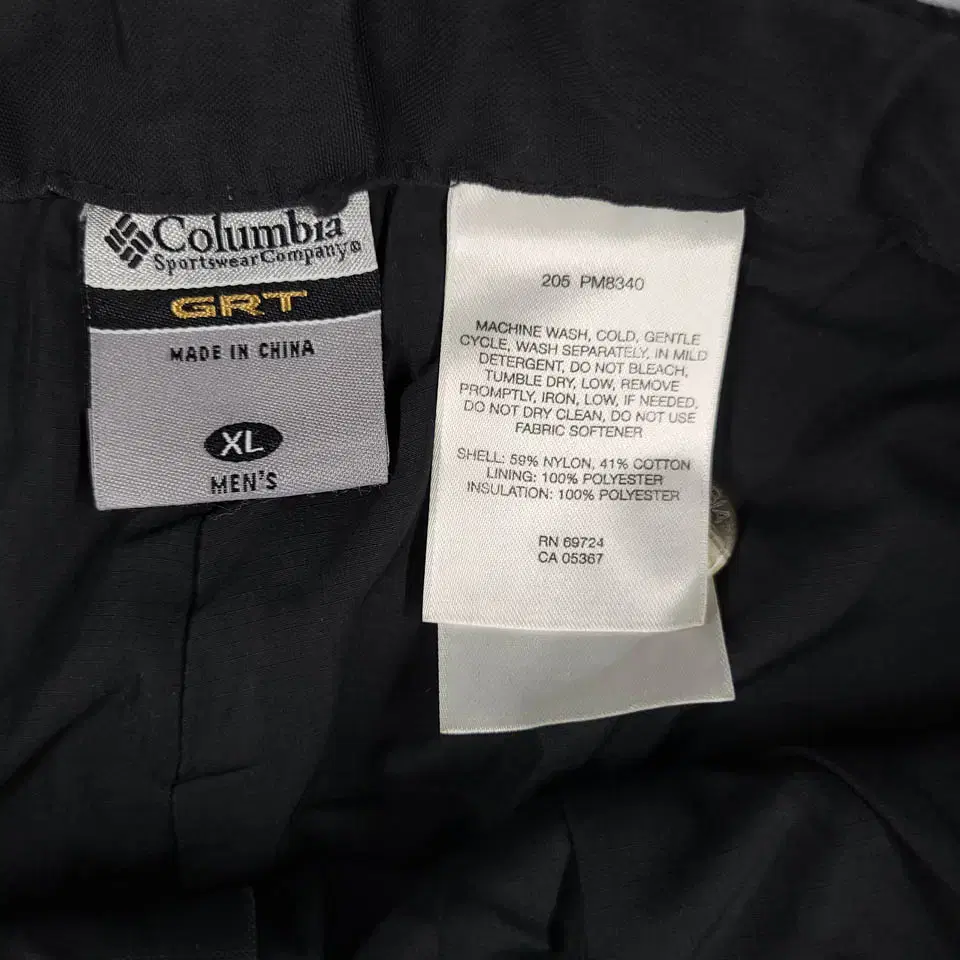 Columbia
Sportswear Company®
GRT
MADE IN CHINA
XL
MEN'S
205 PM8340
MACHINE WASH, COLD, GENTLE
CYCLE, WASH SEPARATELY, IN MILD
DETERGENT, DO NOT BLEACH,
TUMBLE DRY, LOW, REMOVE
PROMPTLY, IRON, LOW, IF NEEDED,
DO NOT DRY CLEAN, DO NOT USE
FABRIC SOFTENER
SHELL: 59% NYLON, 41% COTTON
LINING: 100% POLYESTER
INSULATION: 100% POLYESTER
RN 69724
CA 05367